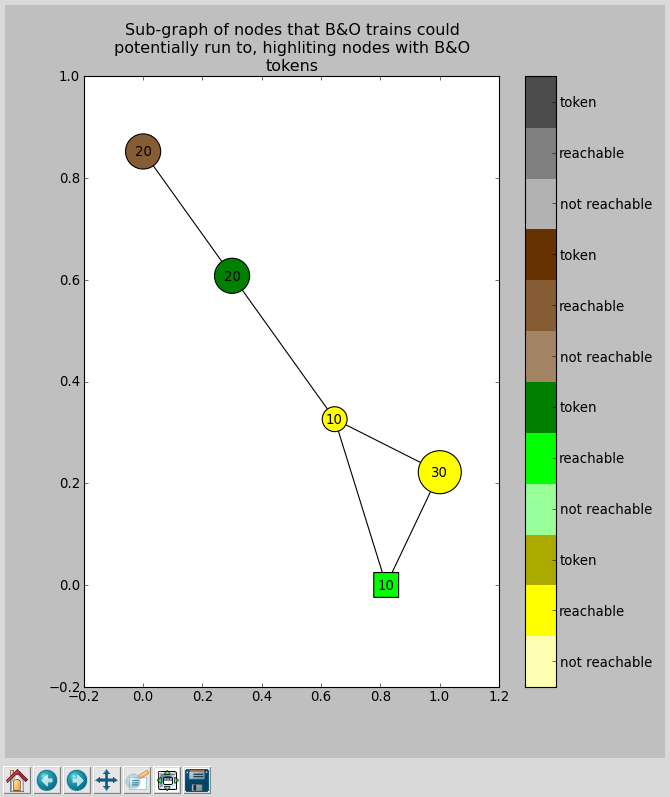 Sub-graph of nodes that B&O trains could
potentially run to, highliting nodes with B&O
tokens
1.0
0.8
0.6
0.4
0.2
0.0
−0.2
−0.2
0.0
0.2
0.4
0.6
0.8
1.0
1.2
20
20
10
30
10
token
reachable
not reachable
token
reachable
not reachable
token
reachable
not reachable
token
reachable
not reachable